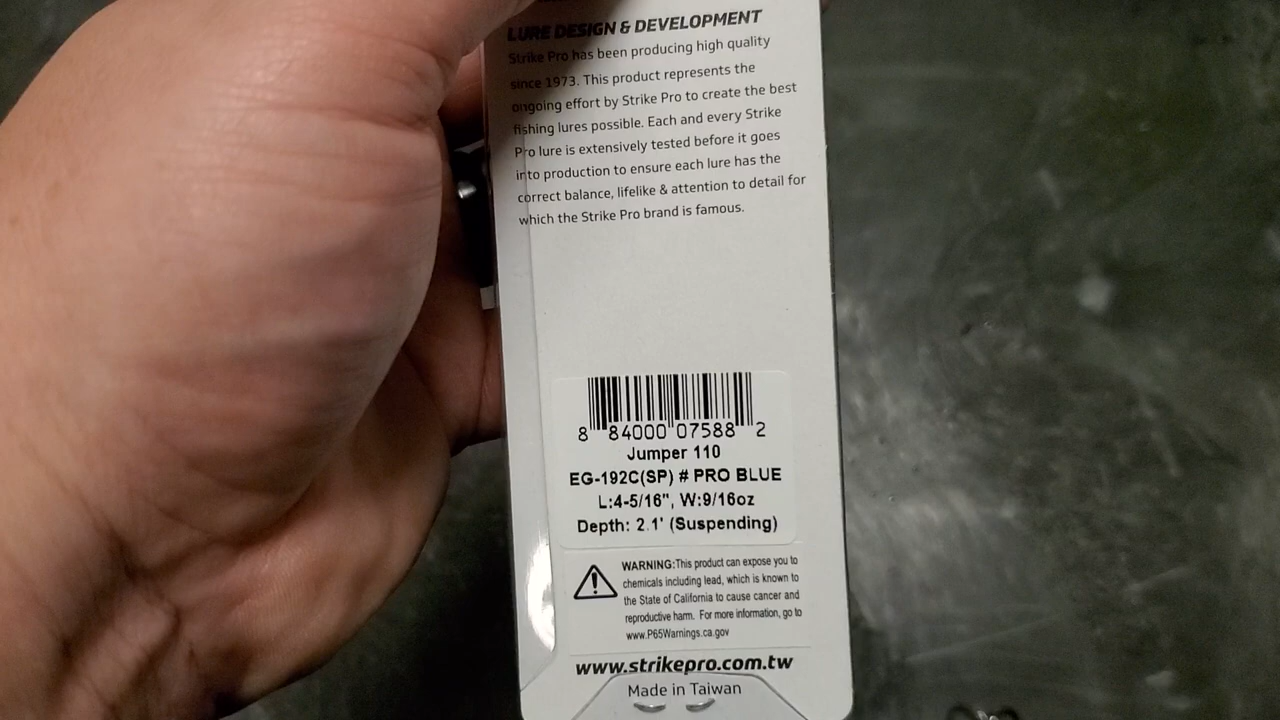 LURE DESIGN & DEVELOPMENT
Strike Pro has been producing high quality
since 1973. This product represents the
ongoing effort by Strike Pro to create the best
fishing lures possible. Each and every Strike
Pro lure is extensively tested before it goes
into production to ensure each lure has the
correct balance, lifelike & attention to detail for
which the Strike Pro brand is famous.
8 84000 07588 2
Jumper 110
EG-192C(SP) # PRO BLUE
L:4-5/16", W:9/16oz
Depth: 2.1' (Suspending)
WARNING:This product can expose you to
chemicals including lead, which is known to
the State of California to cause cancer and
reproductive harm. For more information, go to
www.P65Warnings.ca.gov
www.strikepro.com.tw
Made in Taiwan